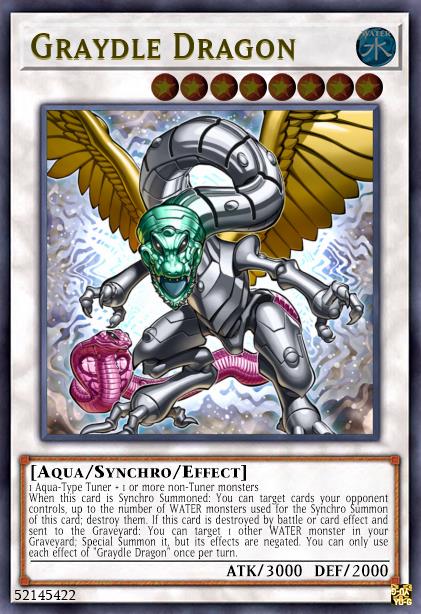 GRAYDLE DRAGON
WATER
水
[AQUA/SYNCHRO/EFFECT]
1 Aqua-Type Tuner + 1 or more non-Tuner monsters
When this card is Synchro Summoned: You can target cards your opponent
controls, up to the number of WATER monsters used for the Synchro Summon
of this card; destroy them. If this card is destroyed by battle or card effect and
sent to the Graveyard: You can target 1 other WATER monster in your
Graveyard; Special Summon it, but its effects are negated. You can only use
each effect of "Graydle Dragon" once per turn.
ATK/3000 DEF/2000
52145422